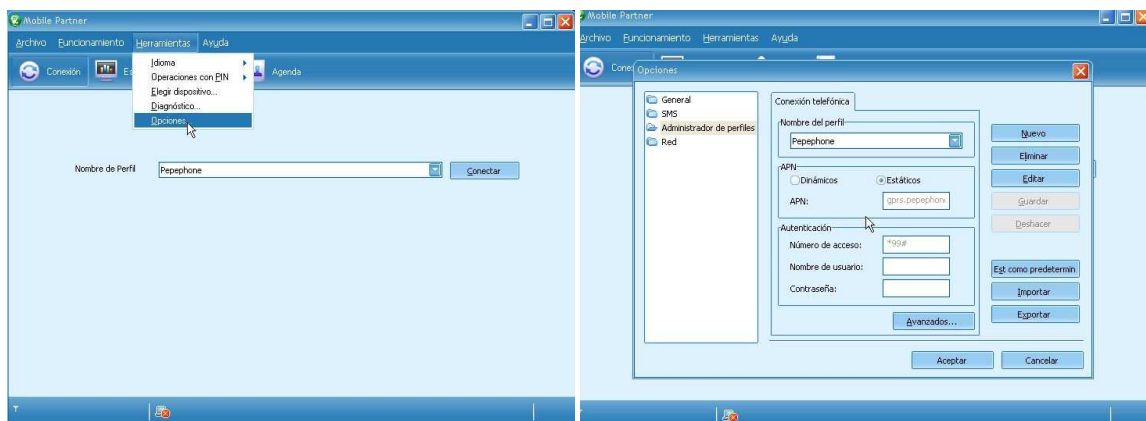 Mobile Partner
Archivo Funcionamiento Herramientas Ayuda
Conexión Agenda
Idioma
Operaciones con PIN
Elegir dispositivo...
Diagnóstico...
Opciones...
Nombre de Perfil Pepephone Conectar
Mobile Partner
Archivo Funcionamiento Herramientas Ayuda
Opciones
General
SMS
Administrador de perfiles
Red
Conexión telefónica
Nombre del perfil
Pepephone
APN
Dinámicos Estáticos
APN: gprs.pepephon
Autenticación
Número de acceso: *99#
Nombre de usuario:
Contraseña:
Avanzados...
Nuevo
Eliminar
Editar
Guardar
Deshacer
Est como predetermin
Importar
Exportar
Aceptar Cancelar